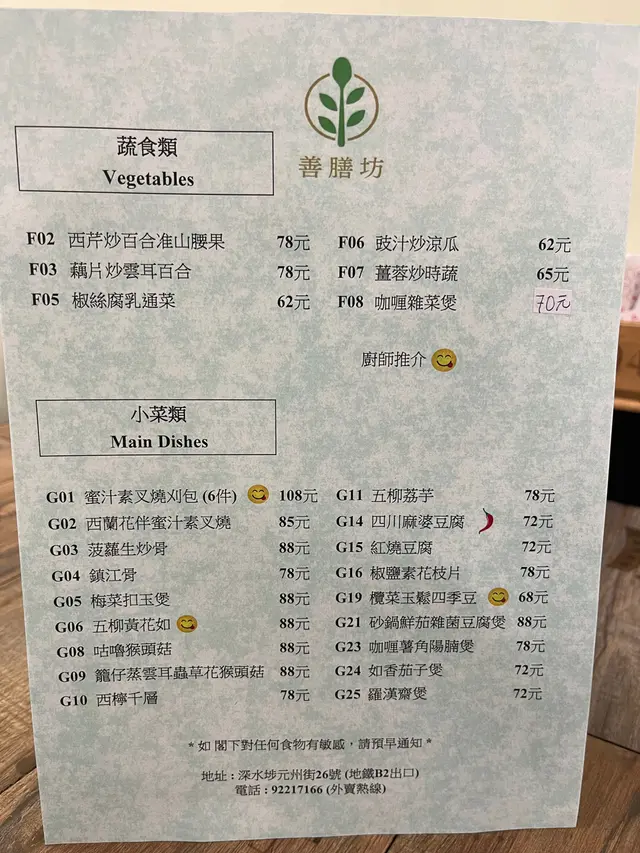 善膳坊
蔬食類
Vegetables
F02 西芹炒百合准山腰果 78元
F03 藕片炒雲耳百合 78元
F05 椒絲腐乳通菜 62元
F06 豉汁炒涼瓜 62元
F07 薑蓉炒時蔬 65元
F08 咖喱雜菜煲 70元
廚師推介
小菜類
Main Dishes
G01 蜜汁素叉燒刈包 (6件) 108元
G02 西蘭花伴蜜汁素叉燒 85元
G03 菠蘿生炒骨 88元
G04 鎮江骨 78元
G05 梅菜扣玉煲 88元
G06 五柳黃花如 88元
G08 咕嚕猴頭菇 88元
G09 籠仔蒸雲耳蟲草花猴頭菇 88元
G10 西檸千層 78元
G11 五柳荔芋 78元
G14 四川麻婆豆腐 72元
G15 紅燒豆腐 72元
G16 椒鹽素花枝片 78元
G19 欖菜玉鬆四季豆 68元
G21 砂鍋鮮茄雜菌豆腐煲 88元
G23 咖喱薯角陽腩煲 78元
G24 如香茄子煲 72元
G25 羅漢齋煲 72元
* 如 閣下對任何食物有敏感，請預早通知 *
地址 : 深水埗元州街26號 (地鐵B2出口)
電話 : 92217166 (外賣熱線)